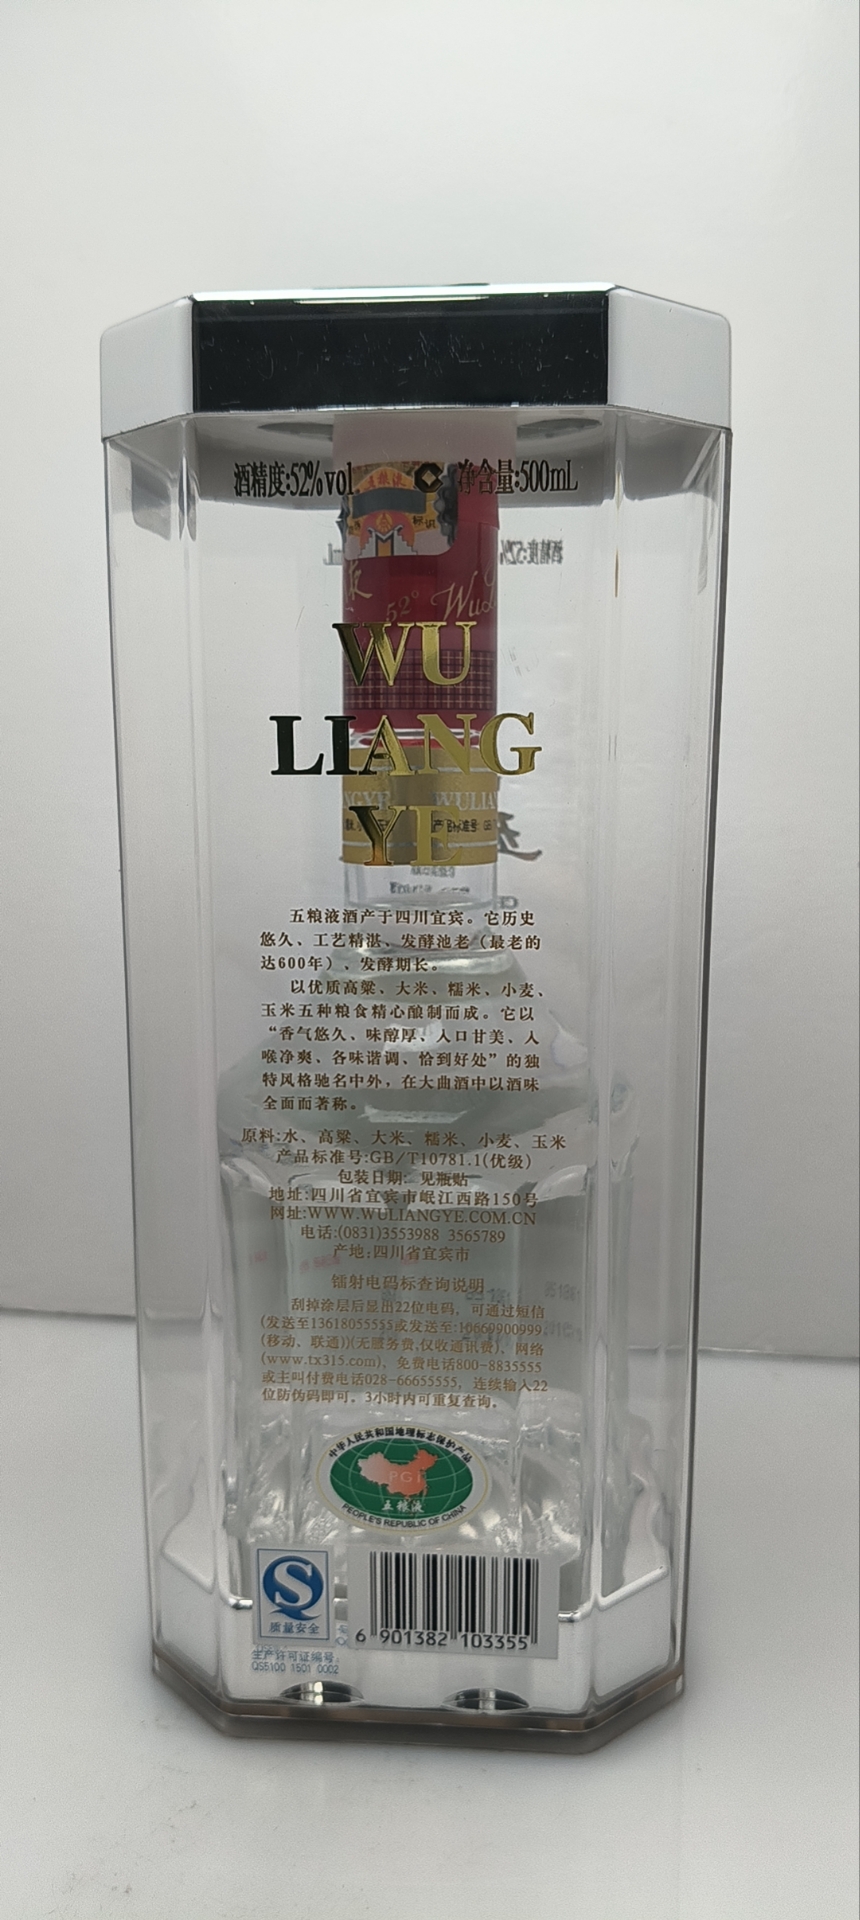 酒精度:52%vol. 净含量:500mL
五粮液
标识
52° Wul
WU
LIANG
YE
NGYE WULIA
五粮液酒产于四川宜宾。它历史
悠久、工艺精湛、发酵池老（最老的
达600年）、发酵期长。
以优质高粱、大米、糯米、小麦、
玉米五种粮食精心酿制而成。它以
“香气悠久、味醇厚、入口甘美、入
喉净爽、各味谐调、恰到好处”的独
特风格驰名中外，在大曲酒中以酒味
全面而著称。
原料:水、高粱、大米、糯米、小麦、玉米
产品标准号:GB/T10781.1(优级)
包装日期: 见瓶贴
地址:四川省宜宾市岷江西路150号
网址:WWW.WULIANGYE.COM.CN
电话:(0831)3553988 3565789
产地:四川省宜宾市
镭射电码标查询说明
刮掉涂层后显出22位电码，可通过短信
(发送至13618055555或发送至:10669900999,
(移动、联通))(无服务费,仅收通讯费)、网络
(www.tx315.com)，免费电话800-8835555
或主叫付费电话028-66655555，连续输入22
位防伪码即可。3小时内可重复查询。
中华人民共和国地理标志保护产品
PGI
五粮液
PEOPLE'S REPUBLIC OF CHINA
质量安全
6 901382 103355
生产许可证编号:
QS5100 1501 0002